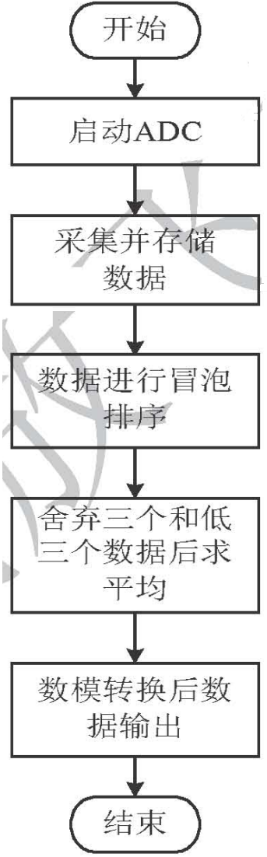 开始
启动ADC
采集并存储
数据
数据进行冒泡
排序
舍弃三个和低
三个数据后求
平均
数模转换后数
据输出
结束